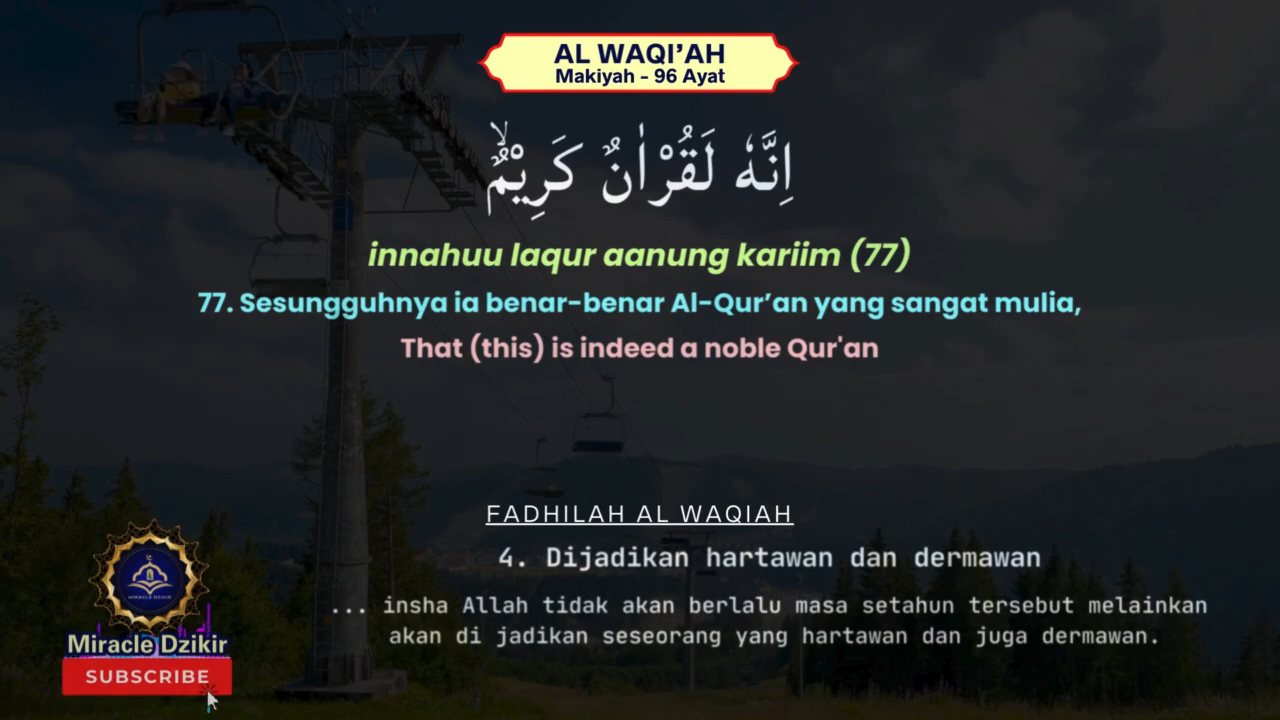 AL WAQI’AH
Makiyah - 96 Ayat
اِنَّهٗ لَقُرْاٰنٌ كَرِيْمٌۙ
innahuu laqur aanung kariim (77)
77. Sesungguhnya ia benar-benar Al-Qur’an yang sangat mulia,
That (this) is indeed a noble Qur'an
FADHILAH AL WAQIAH
4. Dijadikan hartawan dan dermawan
... insha Allah tidak akan berlalu masa setahun tersebut melainkan
akan di jadikan seseorang yang hartawan dan juga dermawan.
MIRACLE DZIKIR
Miracle Dzikir
SUBSCRIBE